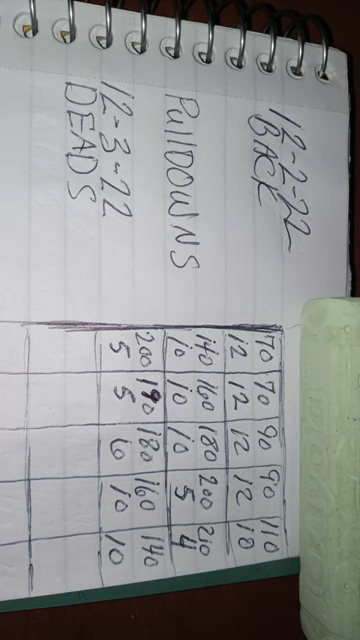 12-2-22
BACK
70 70 90 90 110
12 12 12 12 10
PullDOWNS
140 160 180 200 210
10 10 10 5 4
12-3-22
DEADS
200 190 180 160 140
5 5 6 10 10